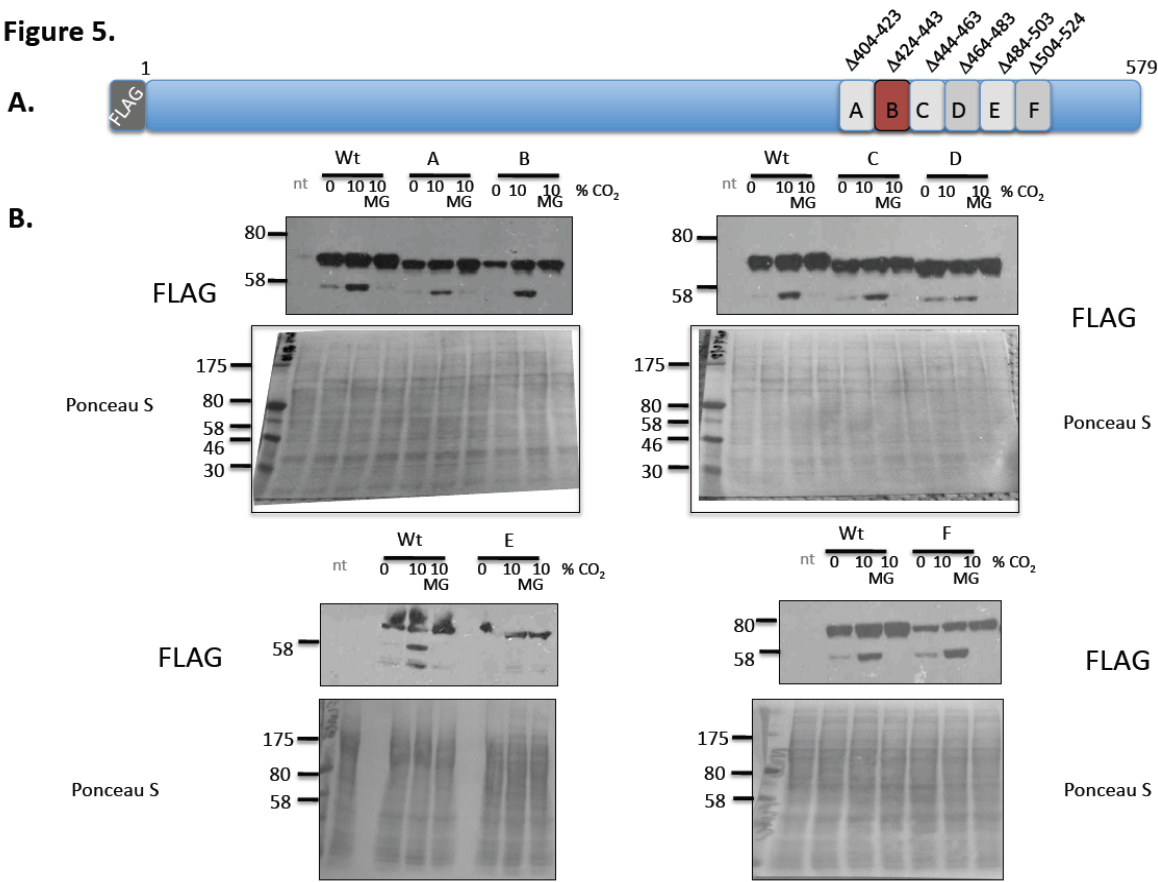 Figure 5.
Δ404-423
Δ424-443
Δ444-463
Δ464-483
Δ484-503
Δ504-524
1
579
A.
FLAG
A B C D E F
Wt A B
nt 0 10 10 0 10 10 0 10 10 % CO₂
MG MG MG
Wt C D
nt 0 10 10 0 10 10 0 10 10 % CO₂
MG MG MG
B.
80
58
FLAG
80
58
FLAG
175
80
58
46
30
Ponceau S
175
80
58
46
30
Ponceau S
Wt E
nt 0 10 10 0 10 10 % CO₂
MG MG
Wt F
nt 0 10 10 0 10 10 % CO₂
MG MG
58
FLAG
80
58
FLAG
175
80
58
Ponceau S
175
80
58
Ponceau S